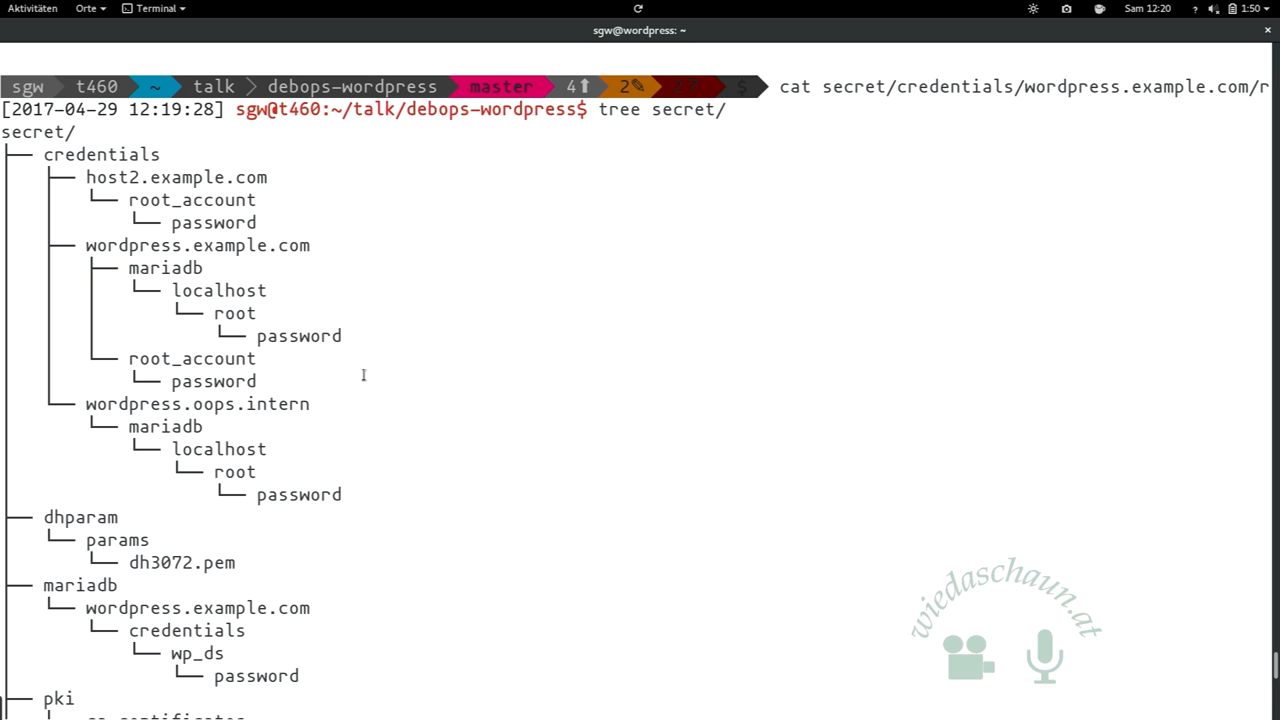 Aktivitäten Orte Terminal Sam 12:20 ? 1:50
sgw@wordpress: ~ ×
sgw t460 ~ talk debops-wordpress master 4⬆ 2✎ $ cat secret/credentials/wordpress.example.com/r
[2017-04-29 12:19:28] sgw@t460:~/talk/debops-wordpress$ tree secret/
secret/
├── credentials
│   ├── host2.example.com
│   │   └── root_account
│   │       └── password
│   ├── wordpress.example.com
│   │   ├── mariadb
│   │   │   └── localhost
│   │   │       └── root
│   │   │           └── password
│   │   └── root_account
│   │       └── password
│   └── wordpress.oops.intern
│       └── mariadb
│           └── localhost
│               └── root
│                   └── password
├── dhparam
│   └── params
│       └── dh3072.pem
├── mariadb
│   └── wordpress.example.com
│       └── credentials
│           └── wp_ds
│               └── password
├── pki
wiedaschaun.at